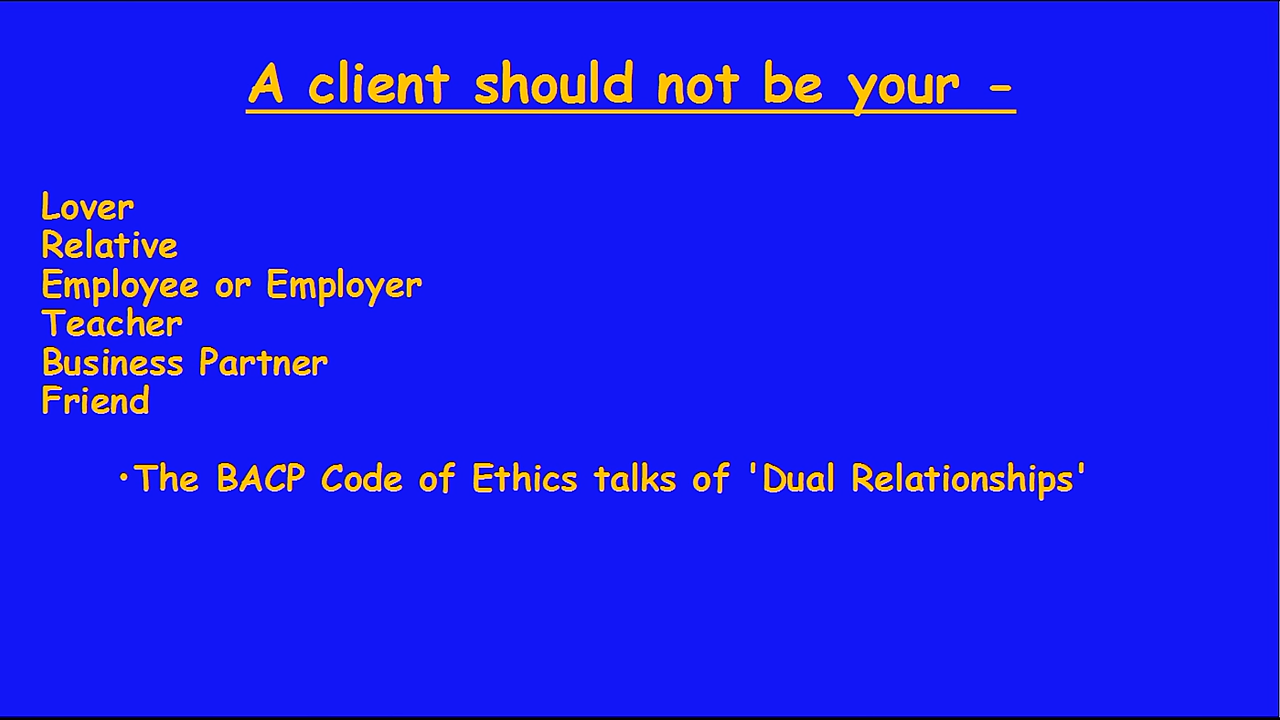 A client should not be your -
Lover
Relative
Employee or Employer
Teacher
Business Partner
Friend
•The BACP Code of Ethics talks of 'Dual Relationships'